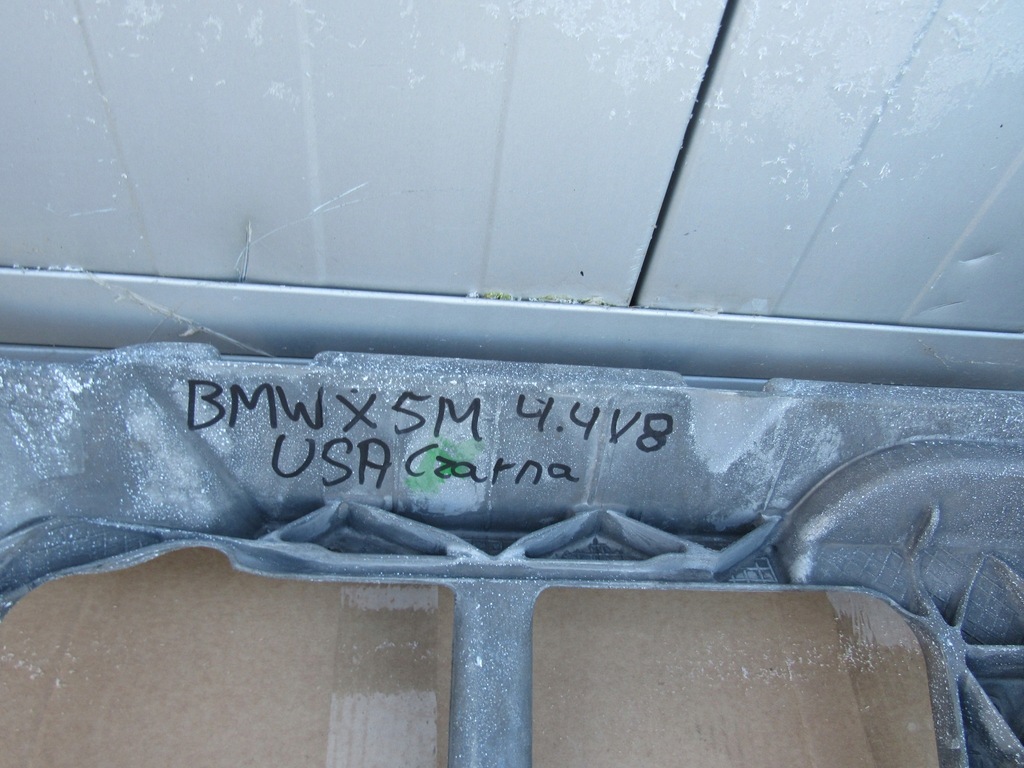 BMW X5M 4.4V8
USA Czarna